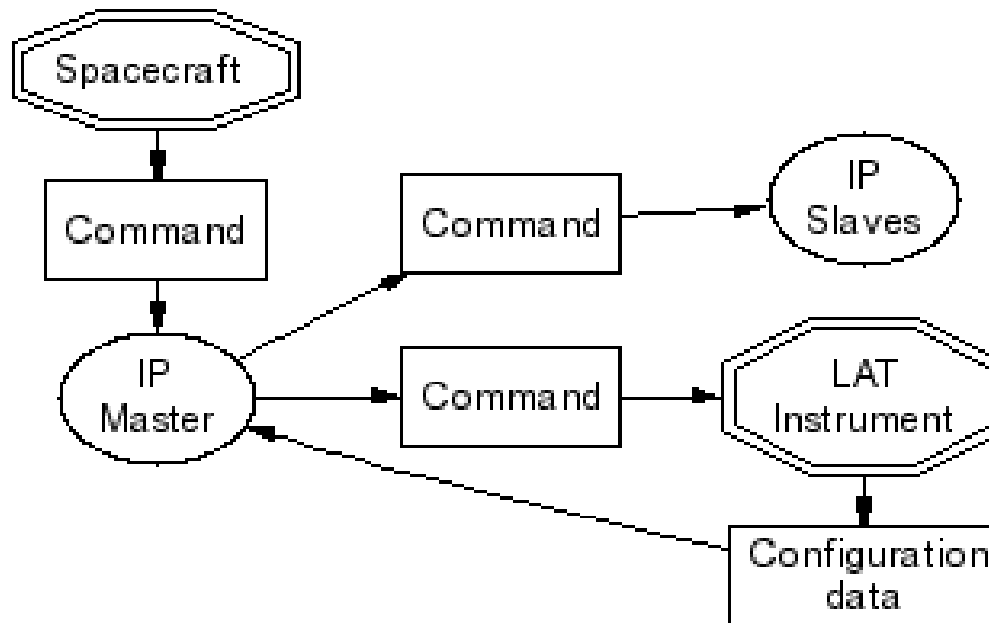 Spacecraft
Command
Command
IP
Slaves
IP
Master
Command
LAT
Instrument
Configuration
data